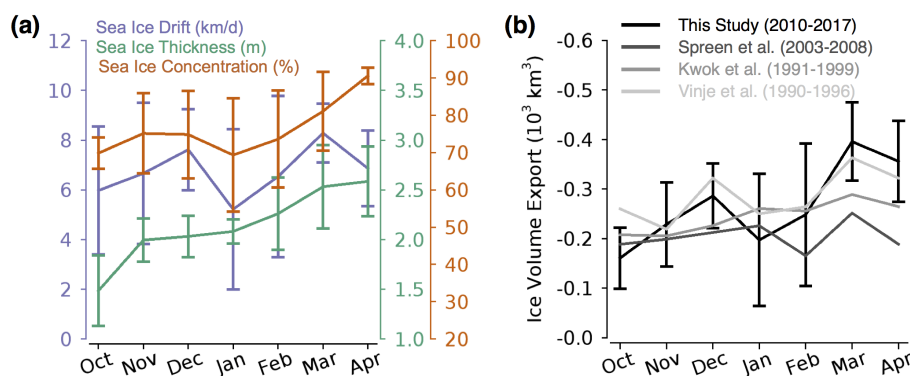 (a)
Sea Ice Drift (km/d)
Sea Ice Thickness (m)
Sea Ice Concentration (%)
12
10
8
6
4
2
0
4.0
3.5
3.0
2.5
2.0
1.5
1.0
100
90
80
70
60
50
40
30
20
Oct Nov Dec Jan Feb Mar Apr
(b)
This Study (2010-2017)
Spreen et al. (2003-2008)
Kwok et al. (1991-1999)
Vinje et al. (1990-1996)
Ice Volume Export (10³ km³)
-0.6
-0.5
-0.4
-0.3
-0.2
-0.1
-0.0
Oct Nov Dec Jan Feb Mar Apr